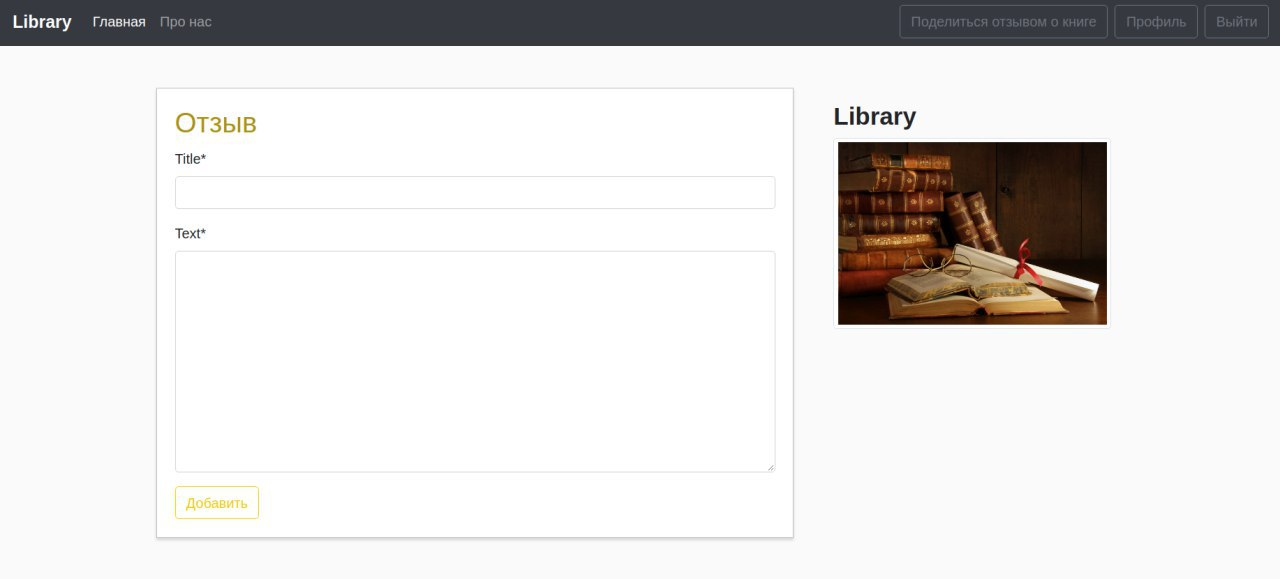 Library Главная Про нас Поделиться отзывом о книге Профиль Выйти
Отзыв
Title*
Text*
Добавить
Library